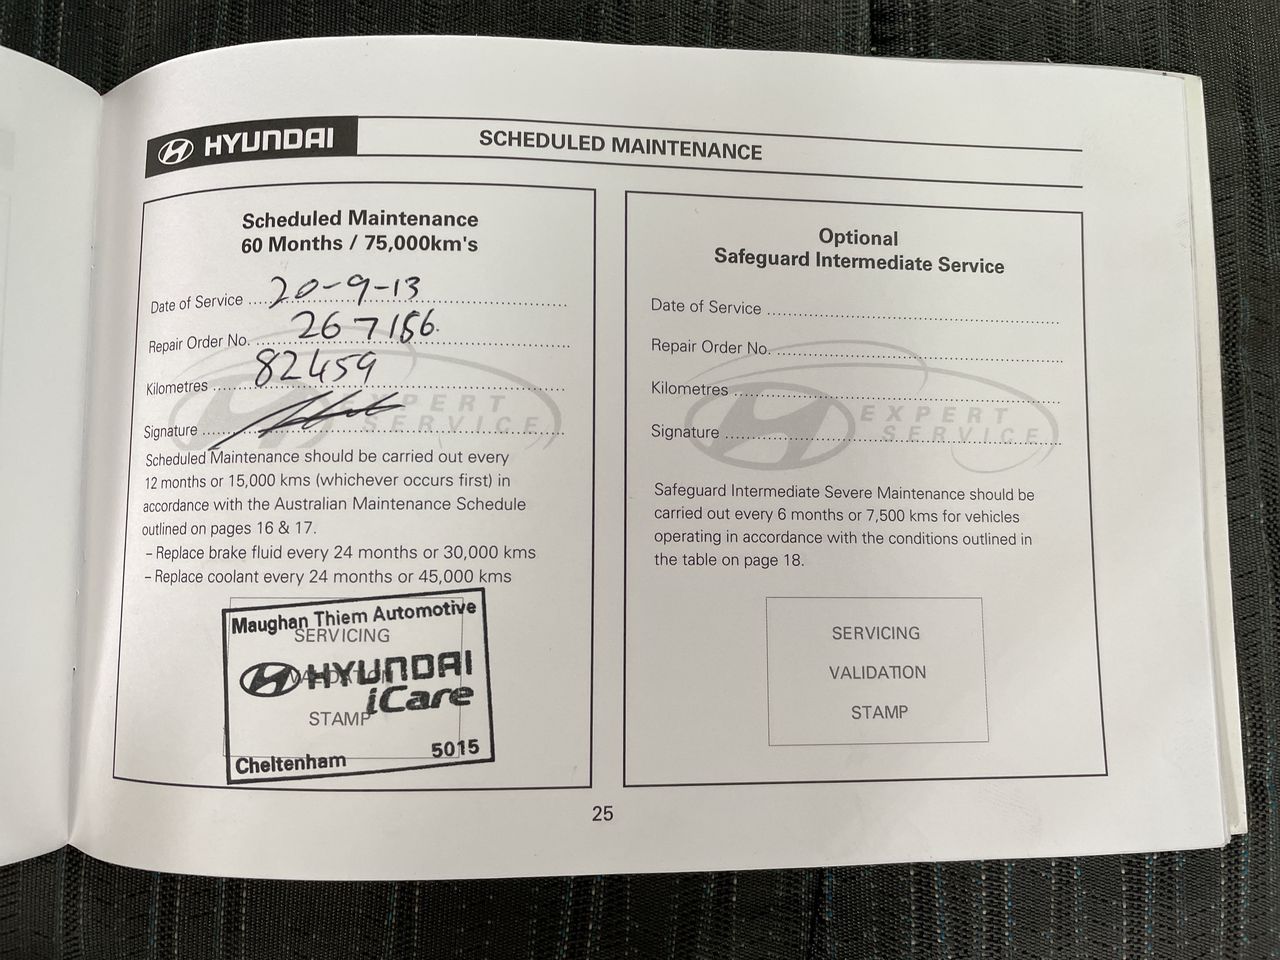 HYUNDAI
SCHEDULED MAINTENANCE
Scheduled Maintenance
60 Months / 75,000km's
Date of Service 20-9-13
Repair Order No. 267156.
Kilometres 82459
Signature
EXPERT
SERVICE
Scheduled Maintenance should be carried out every
12 months or 15,000 kms (whichever occurs first) in
accordance with the Australian Maintenance Schedule
outlined on pages 16 & 17.
– Replace brake fluid every 24 months or 30,000 kms
– Replace coolant every 24 months or 45,000 kms
Maughan Thiem Automotive
SERVICING
VALIDATION
HYUNDAI
iCare
STAMP
Cheltenham 5015
Optional
Safeguard Intermediate Service
Date of Service
Repair Order No.
Kilometres
Signature
EXPERT
SERVICE
Safeguard Intermediate Severe Maintenance should be
carried out every 6 months or 7,500 kms for vehicles
operating in accordance with the conditions outlined in
the table on page 18.
SERVICING
VALIDATION
STAMP
25